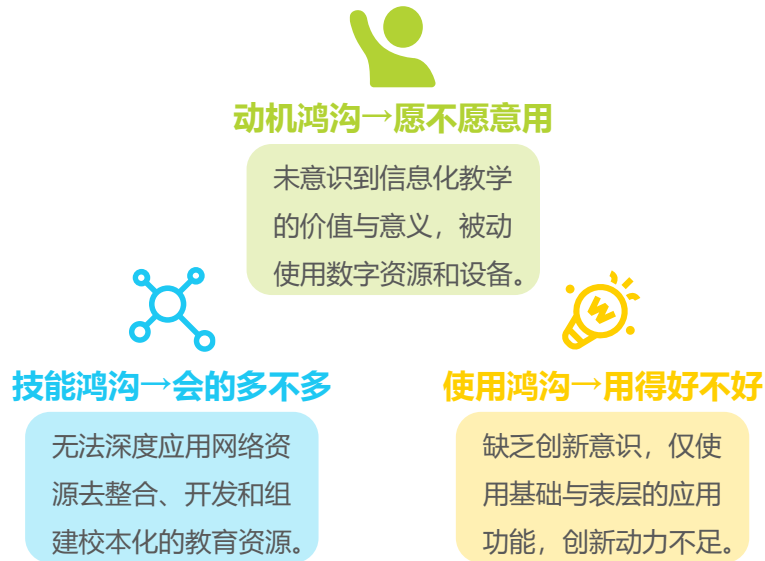 动机鸿沟→愿不愿意用
未意识到信息化教学
的价值与意义，被动
使用数字资源和设备。
技能鸿沟→会的多不多
无法深度应用网络资
源去整合、开发和组
建校本化的教育资源。
使用鸿沟→用得好不好
缺乏创新意识，仅使
用基础与表层的应用
功能，创新动力不足。